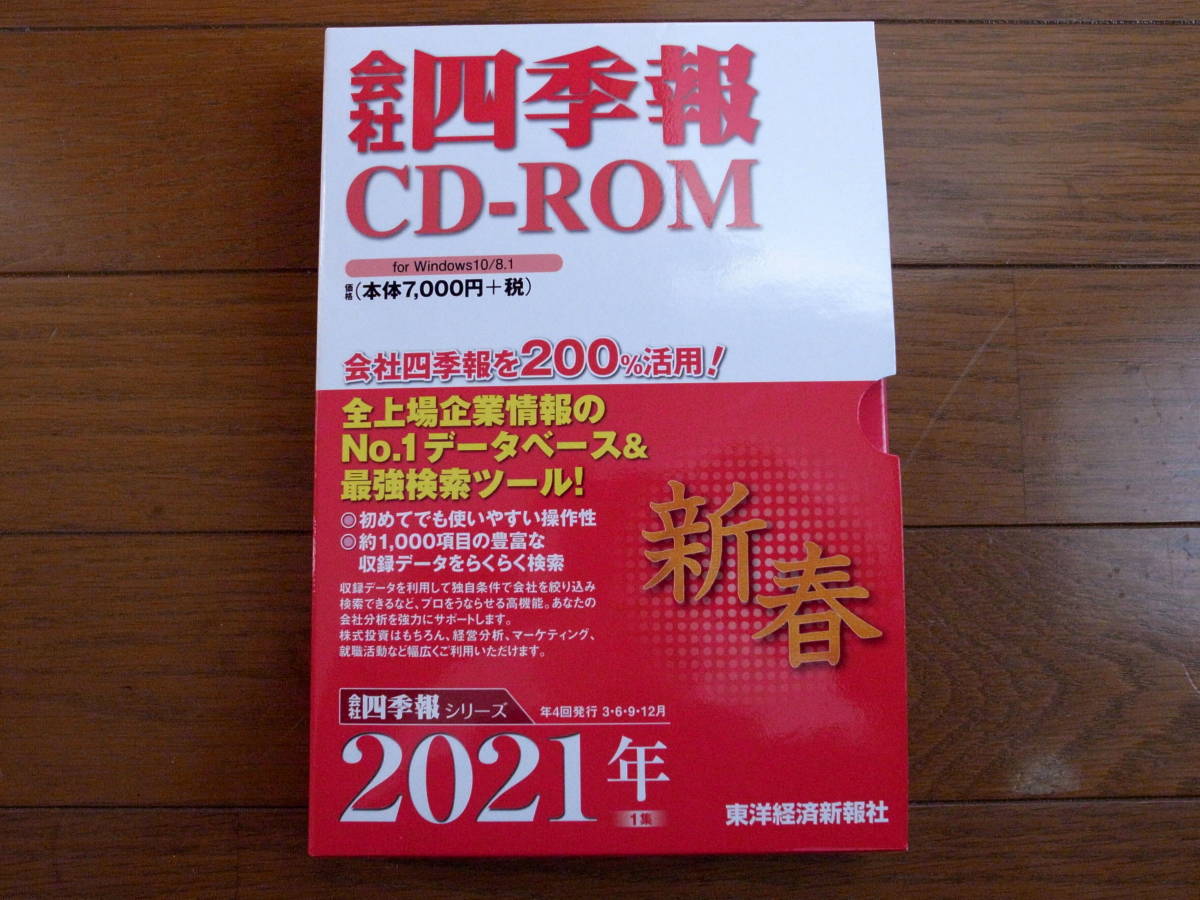 会社四季報
CD-ROM
for Windows10/8.1
価格(本体7,000円+税)
会社四季報を200%活用!
全上場企業情報の
No.1データベース&
最強検索ツール!
◎初めてでも使いやすい操作性
◎約1,000項目の豊富な
収録データをらくらく検索
収録データを利用して独自条件で会社を絞り込み
検索できるなど、プロをうならせる高機能。あなたの
会社分析を強力にサポートします。
株式投資はもちろん、経営分析、マーケティング、
就職活動など幅広くご利用いただけます。
新春
会社四季報シリーズ 年4回発行 3・6・9・12月
2021年
1集
東洋経済新報社